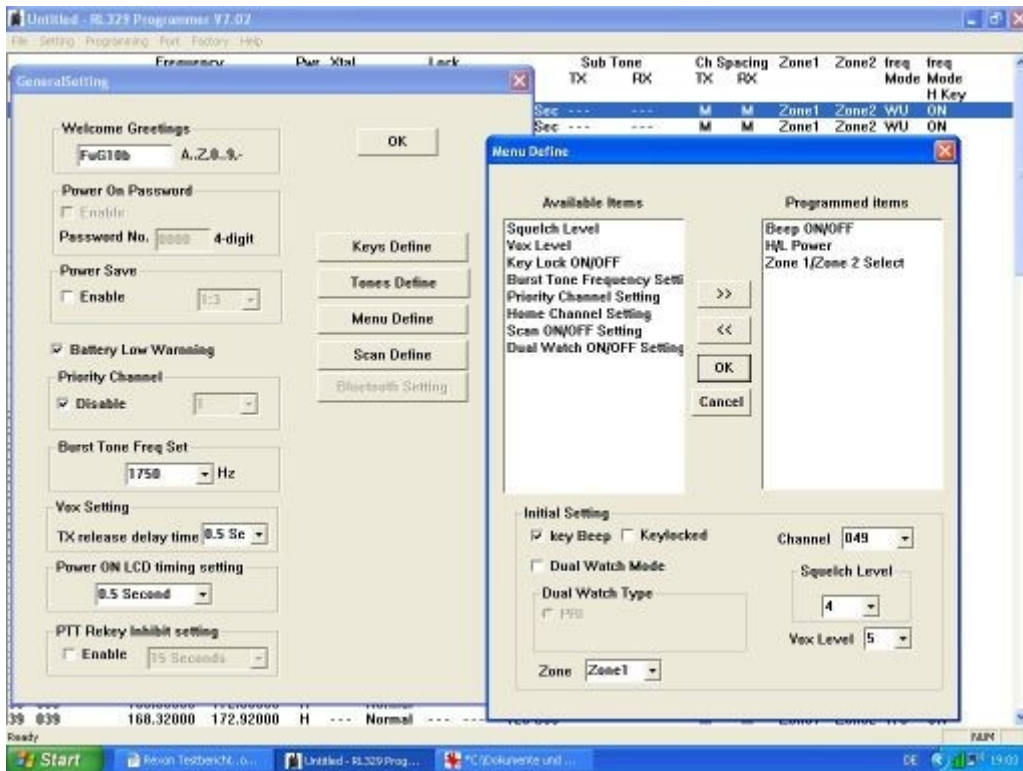 Untitled - RL329 Programmer V7.02
File Setting Programming Port Factory Help
Frequency Pwr Xtal Lock Sub Tone Ch Spacing Zone1 Zone2 freq freq
TX RX TX RX Mode Mode
H Key
Sec --- --- M M Zone1 Zone2 WU ON
Sec --- --- M M Zone1 Zone2 WU ON
GeneralSetting
Welcome Greetings
FuG10b A..Z,0..9,-
OK
Power On Password
Enable
Password No. 0000 4-digit
Power Save
Enable 1:3
Battery Low Warnning
Priority Channel
Disable 1
Burst Tone Freq Set
1750 Hz
Vox Setting
TX release delay time 0.5 Se
Power ON LCD timing setting
0.5 Second
PTT Rekey Inhibit setting
Enable 15 Seconds
Keys Define
Tones Define
Menu Define
Scan Define
Bluetooth Setting
Menu Define
Available Items
Squelch Level
Vox Level
Key Lock ON/OFF
Burst Tone Frequency Setti
Priority Channel Setting
Home Channel Setting
Scan ON/OFF Setting
Dual Watch ON/OFF Setting
>>
<<
OK
Cancel
Programmed items
Beep ON/OFF
H/L Power
Zone 1/Zone 2 Select
Initial Setting
key Beep Keylocked
Dual Watch Mode
Dual Watch Type
PRI
Zone Zone1
Channel 049
Squelch Level
4
Vox Level 5
39 039 168.32000 172.92000 H --- Normal --- ---
Ready NUM
Start Rexon Testbericht...o... Untitled - RL329 Prog... "C:\Dokumente und ... DE 19:03